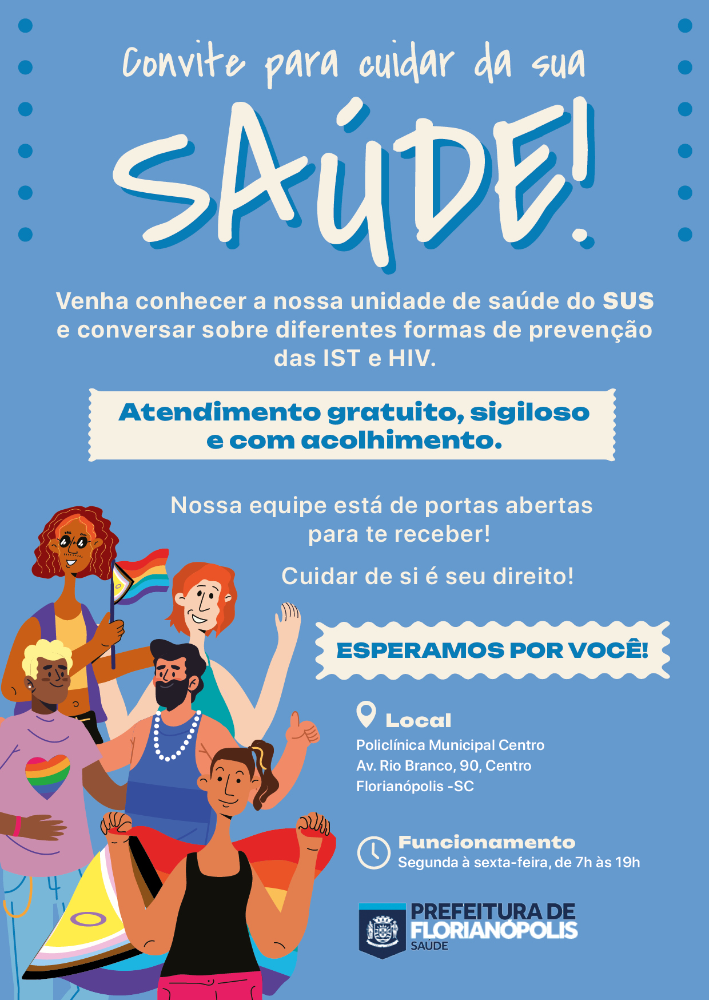 Convite para cuidar da sua
SAÚDE!
Venha conhecer a nossa unidade de saúde do SUS
e conversar sobre diferentes formas de prevenção
das IST e HIV.
Atendimento gratuito, sigiloso
e com acolhimento.
Nossa equipe está de portas abertas
para te receber!
Cuidar de si é seu direito!
ESPERAMOS POR VOCÊ!
Local
Policlínica Municipal Centro
Av. Rio Branco, 90, Centro
Florianópolis -SC
Funcionamento
Segunda à sexta-feira, de 7h às 19h
PREFEITURA DE
FLORIANÓPOLIS
SAÚDE